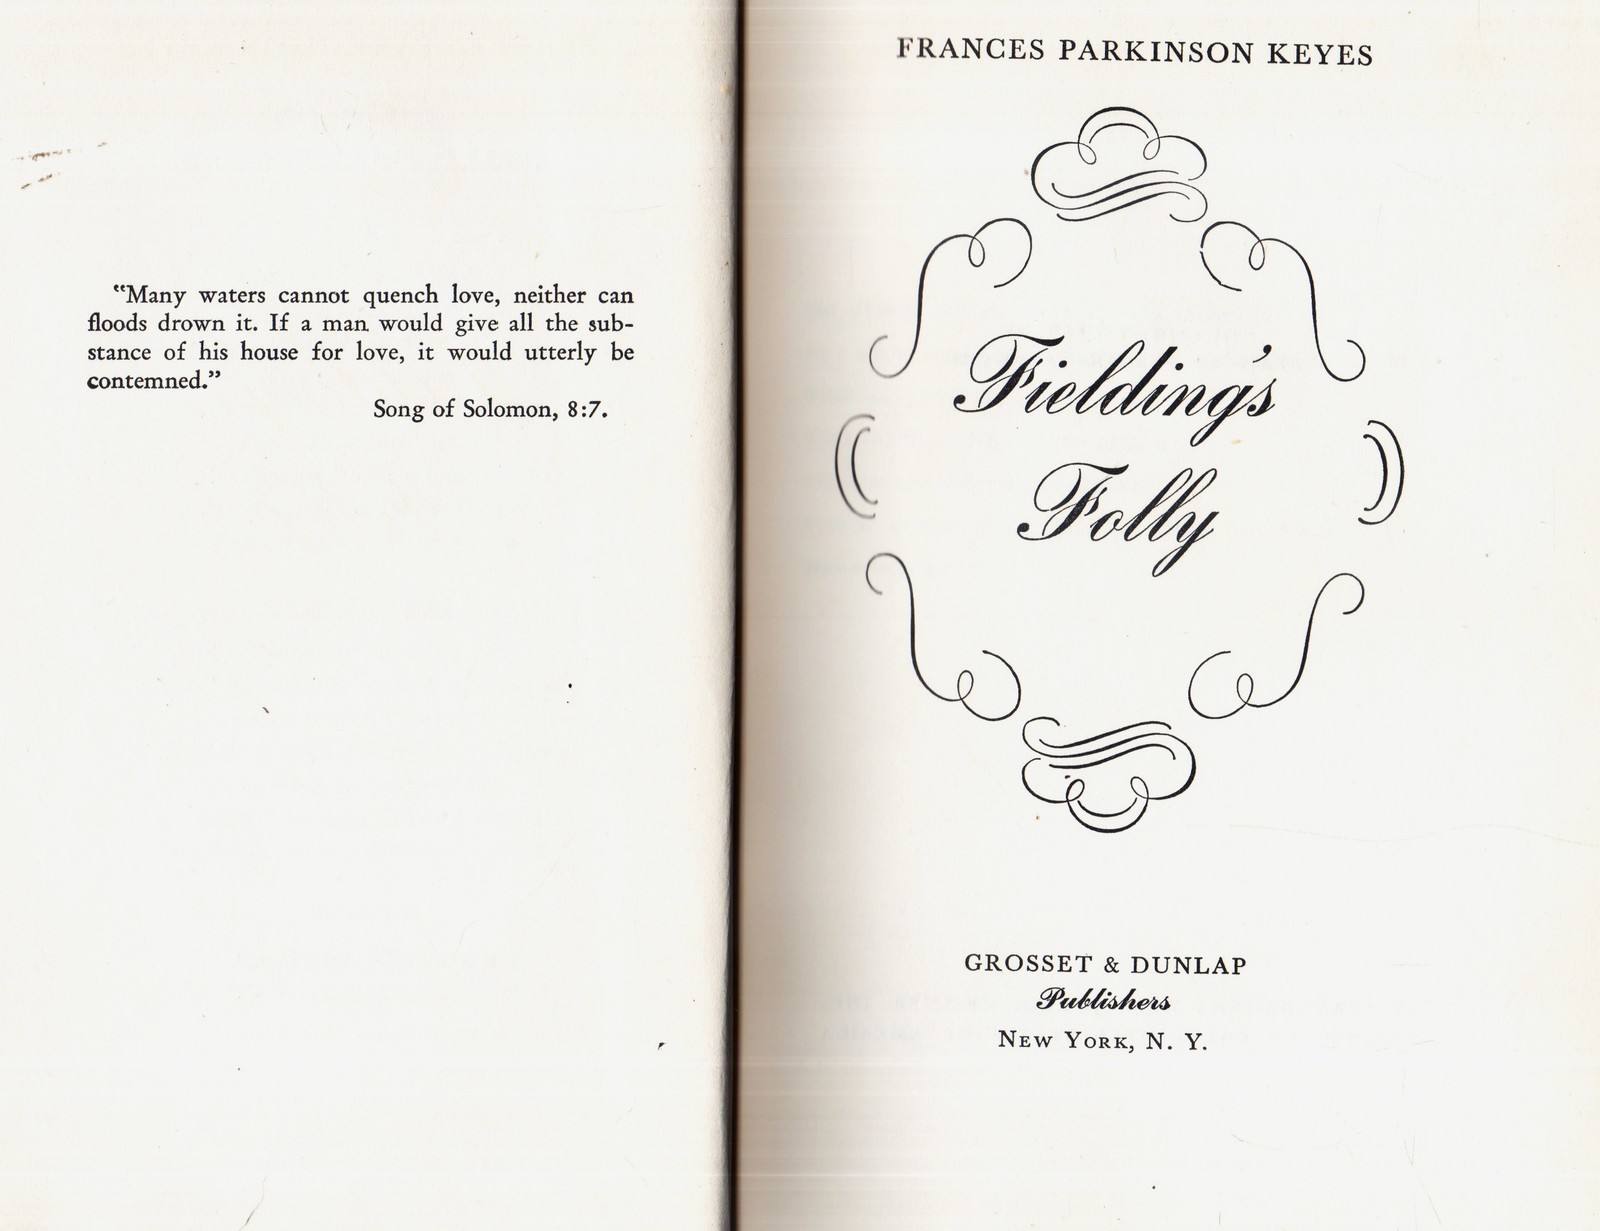 "Many waters cannot quench love, neither can
floods drown it. If a man would give all the sub-
stance of his house for love, it would utterly be
contemned."
Song of Solomon, 8:7.
FRANCES PARKINSON KEYES
Fielding's
Folly
GROSSET & DUNLAP
Publishers
NEW YORK, N. Y.